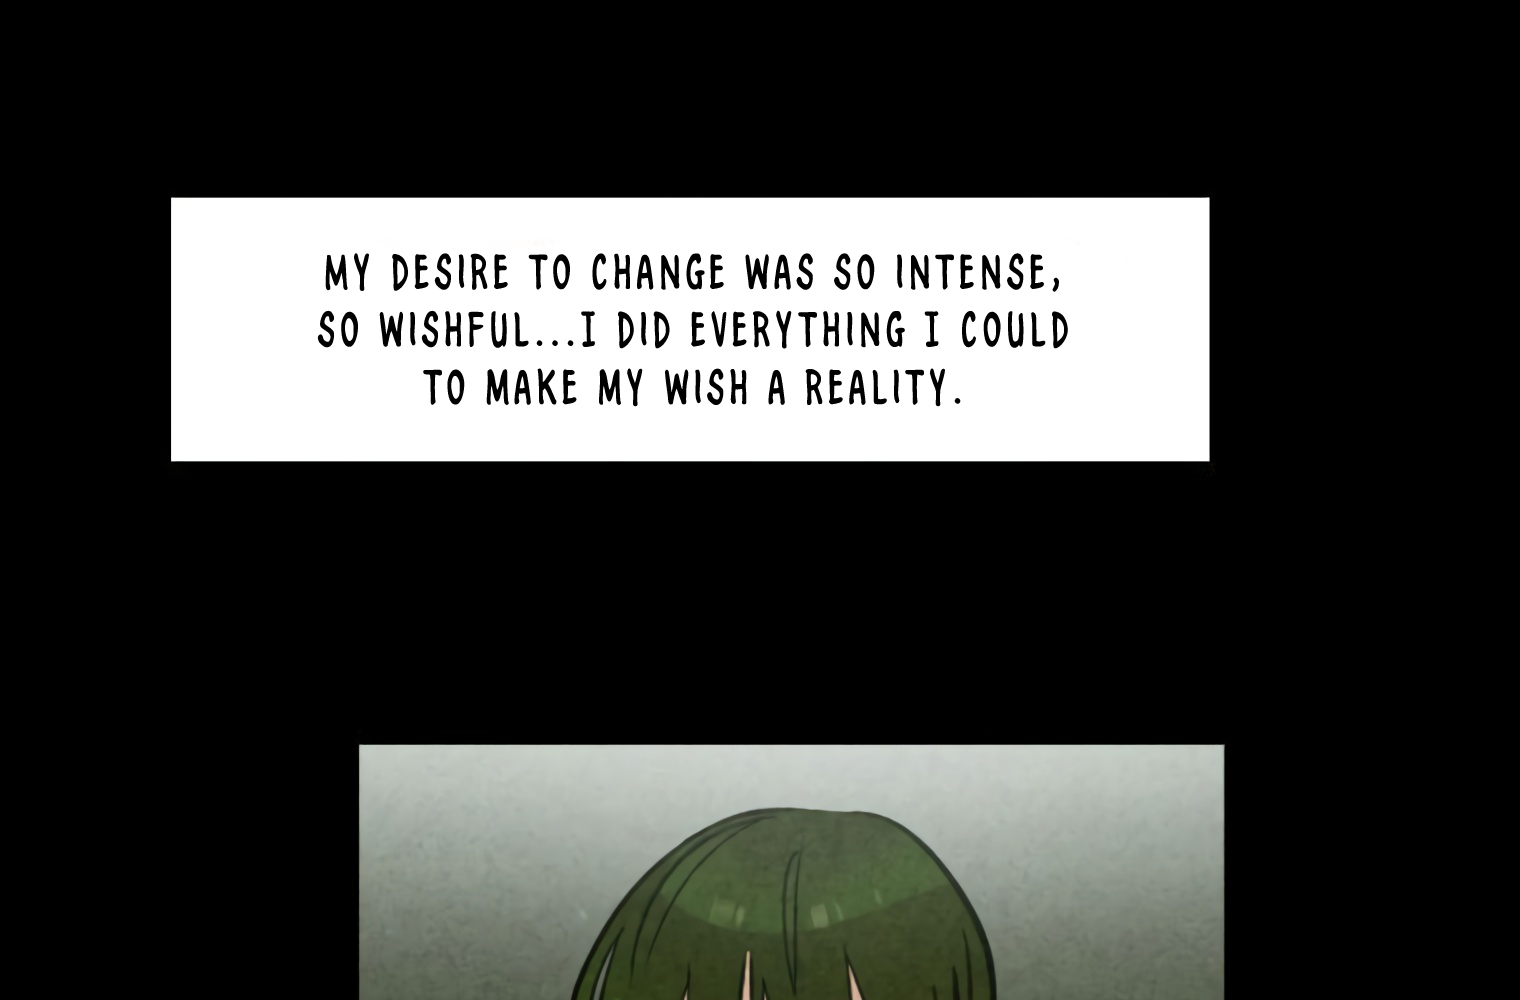 MY DESIRE TO CHANGE WAS SO INTENSE,
SO WISHFUL...I DID EVERYTHING I COULD
TO MAKE MY WISH A REALITY.